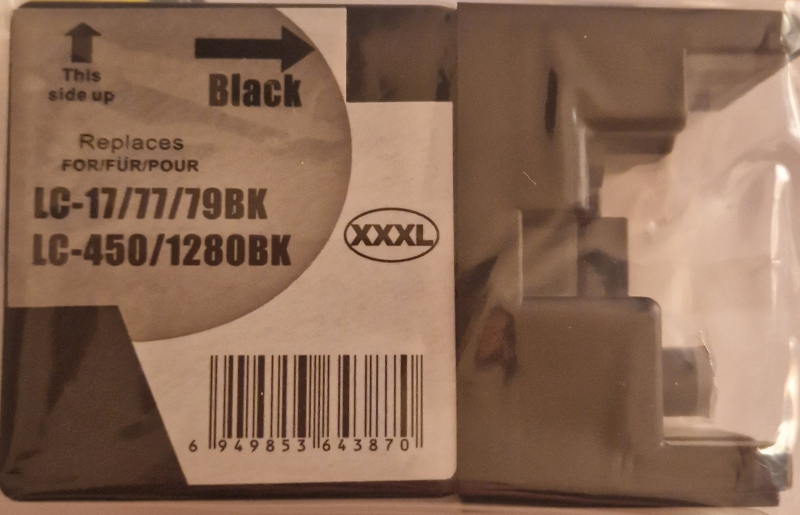 This
side up
Black
Replaces
FOR/FÜR/POUR
LC-17/77/79BK
LC-450/1280BK
XXXL
6 949853 643870